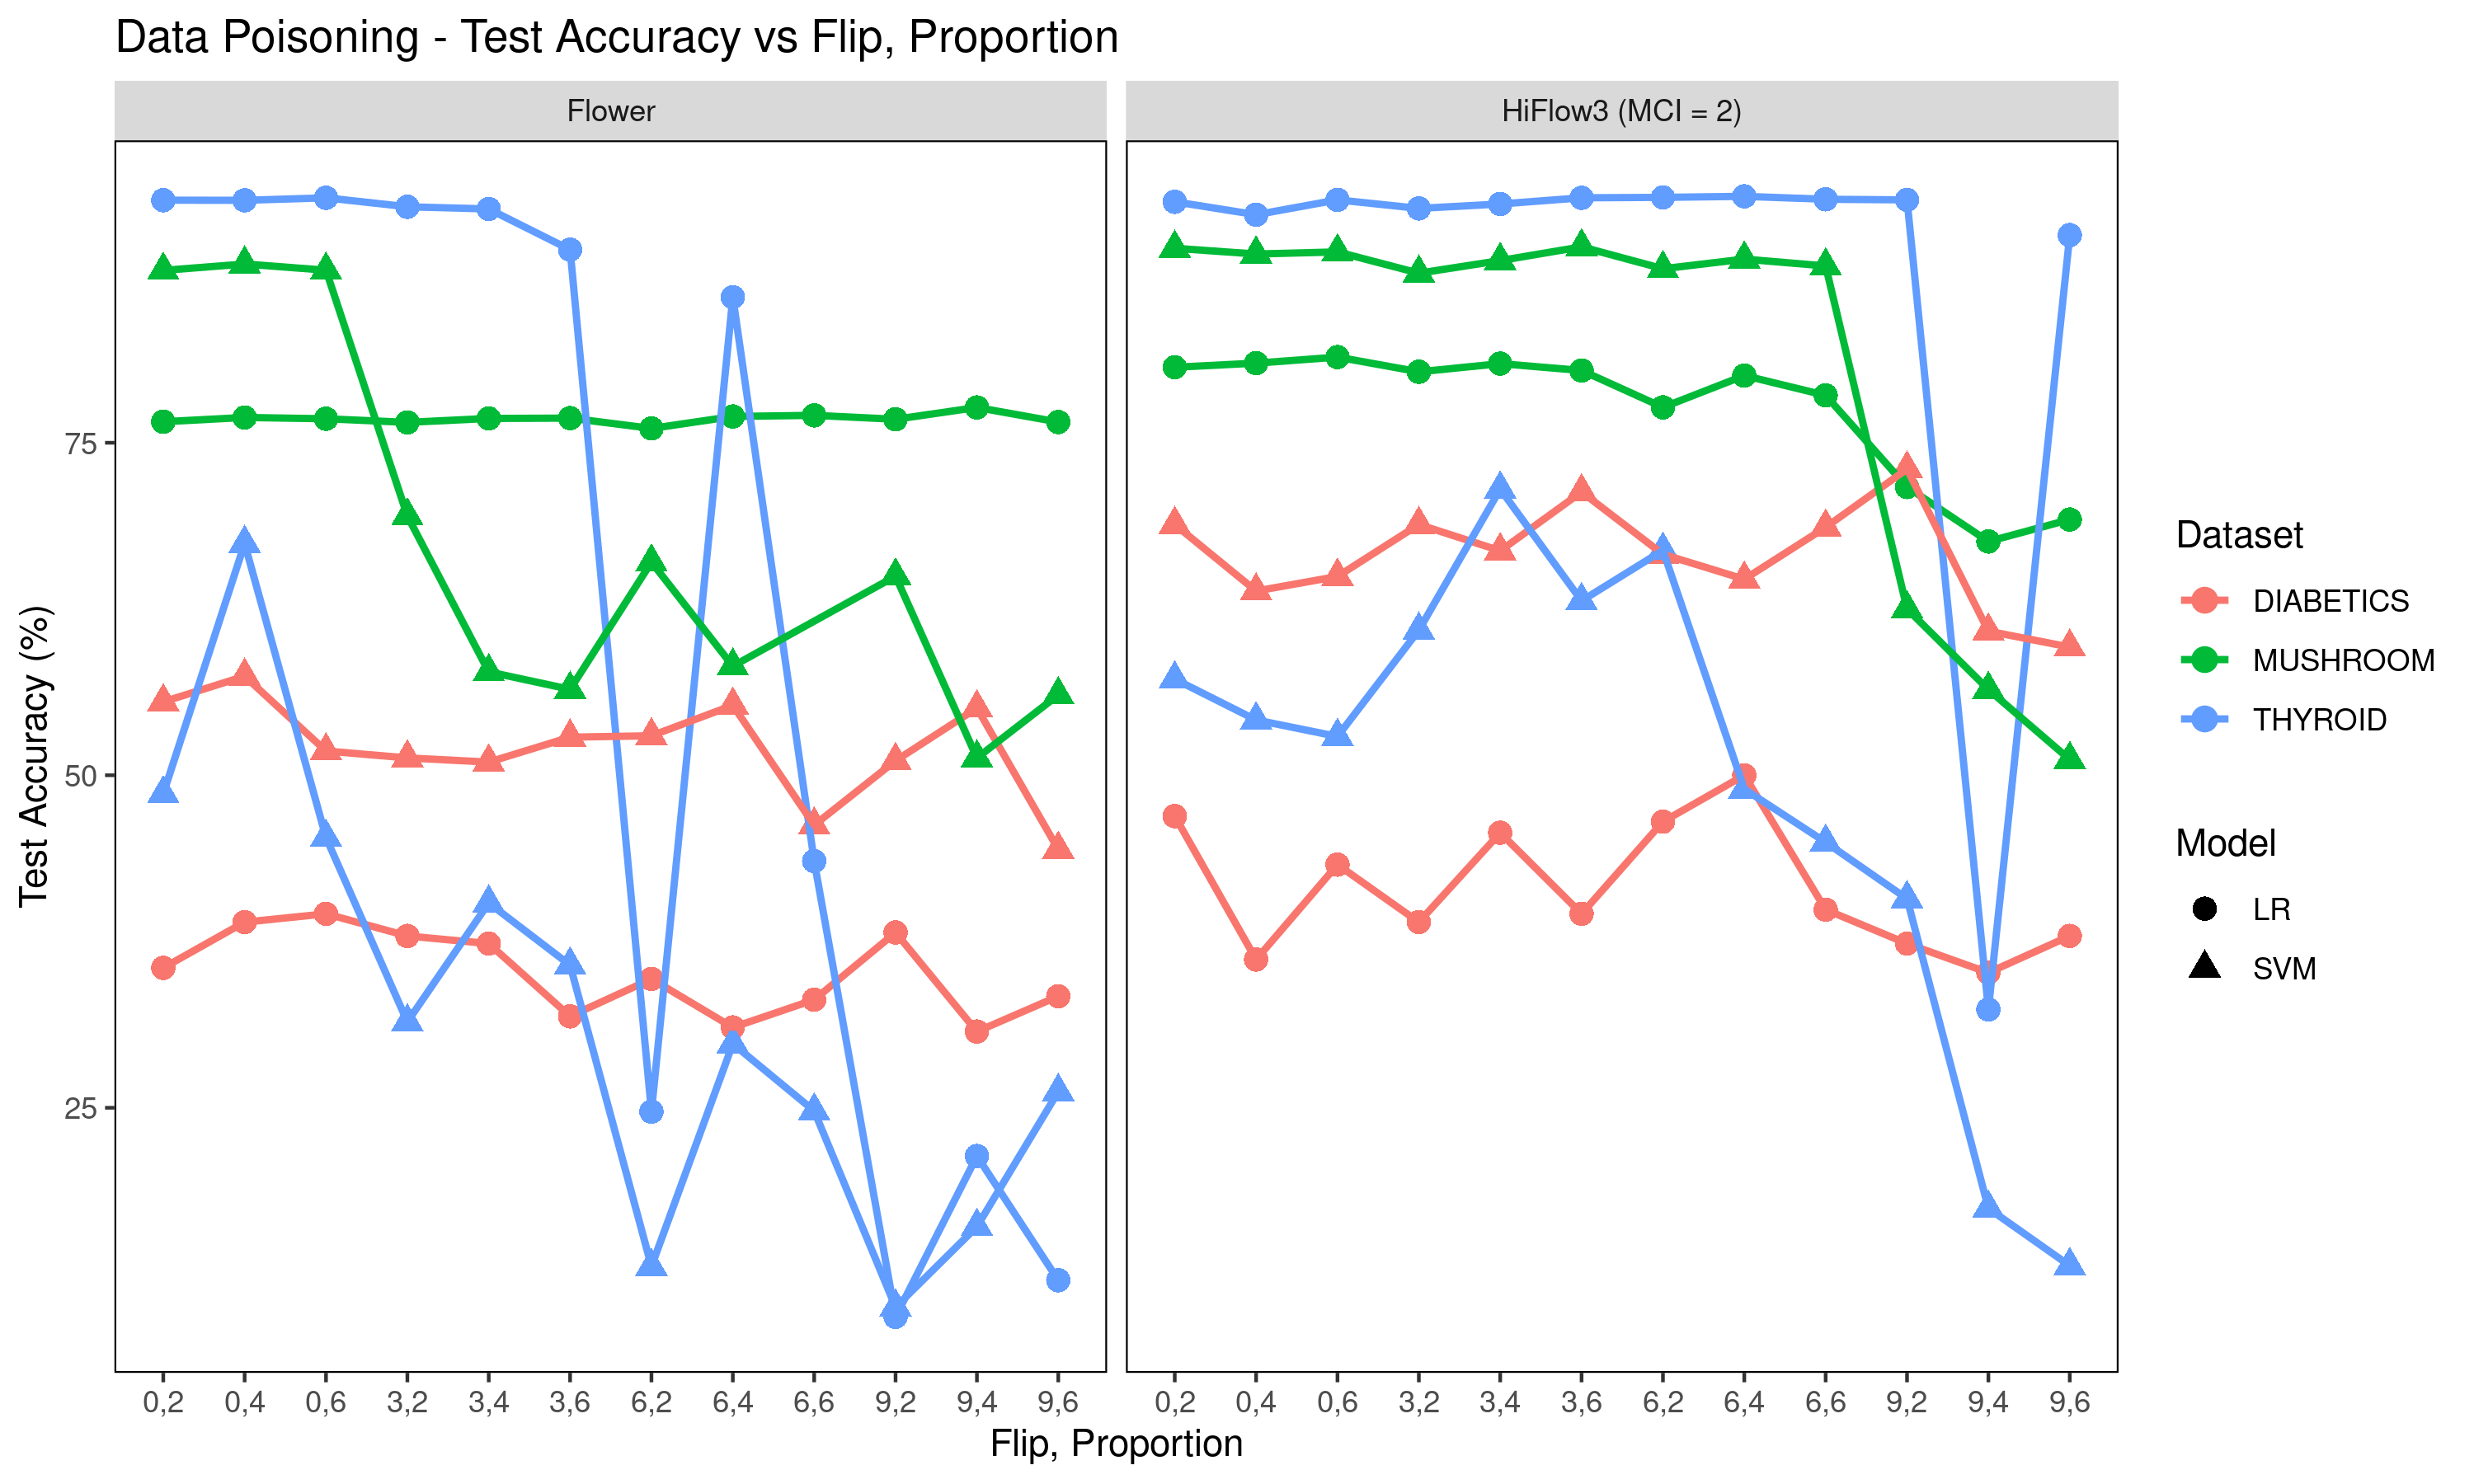 Data Poisoning - Test Accuracy vs Flip, Proportion
Flower
HiFlow3 (MCI = 2)
Test Accuracy (%)
75
50
25
0,2 0,4 0,6 3,2 3,4 3,6 6,2 6,4 6,6 9,2 9,4 9,6
0,2 0,4 0,6 3,2 3,4 3,6 6,2 6,4 6,6 9,2 9,4 9,6
Flip, Proportion
Dataset
DIABETICS
MUSHROOM
THYROID
Model
LR
SVM